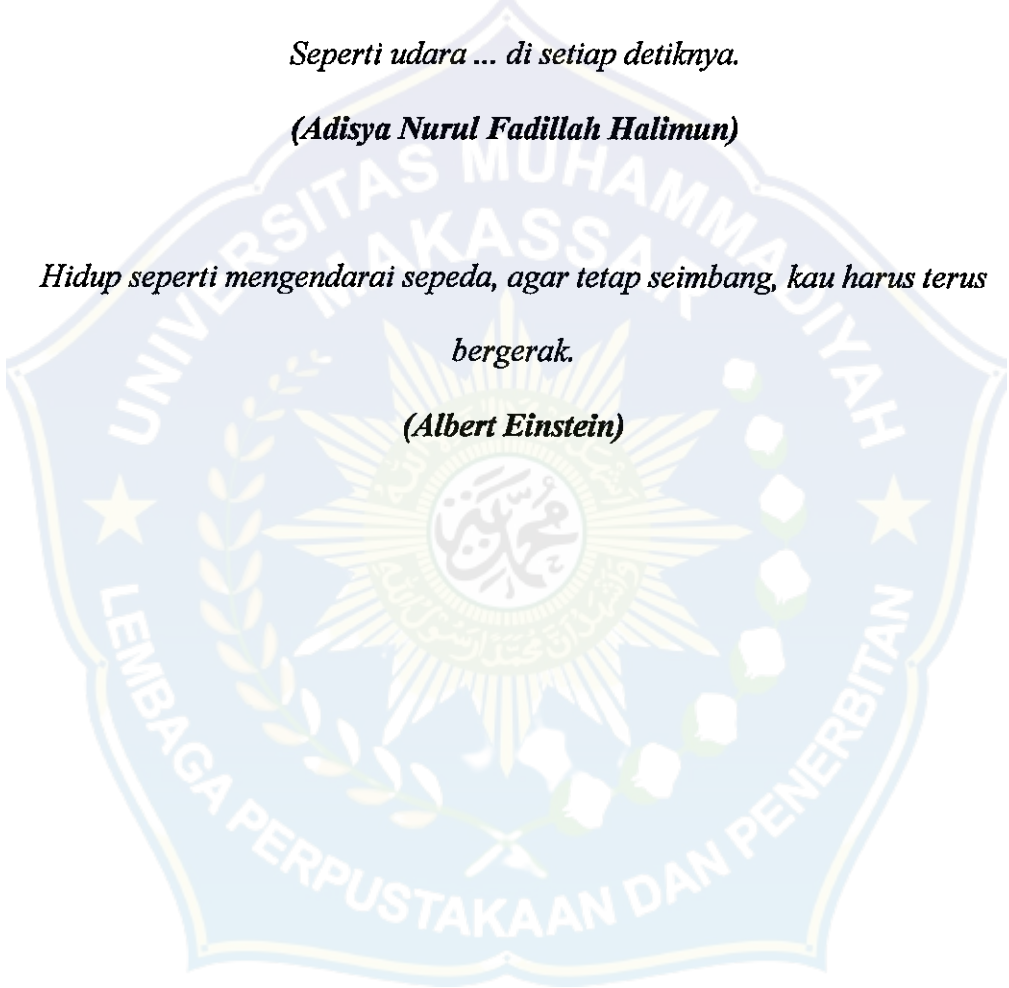 Seperti udara ... di setiap detiknya.
(Adisya Nurul Fadillah Halimun)
UNIVERSITAS MUHAMMADIYAH
MAKASSAR
Hidup seperti mengendarai sepeda, agar tetap seimbang, kau harus terus
bergerak.
(Albert Einstein)
محمد
LEMBAGA PERPUSTAKAAN DAN PENERBITAN